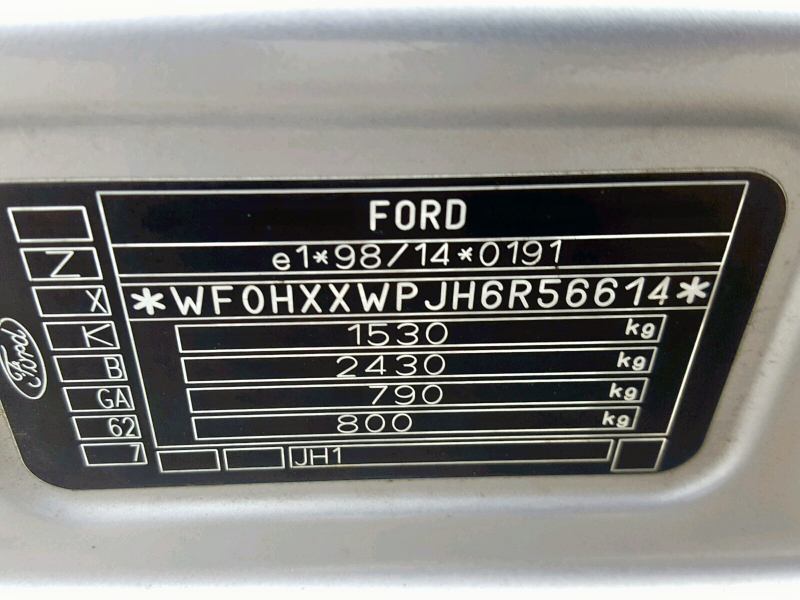 FORD
e1*98/14*0191
*WF0HXXWPJH6R56614*
1530 kg
2430 kg
790 kg
800 kg
JH1
Z
X
K
B
GA
62
7
Ford